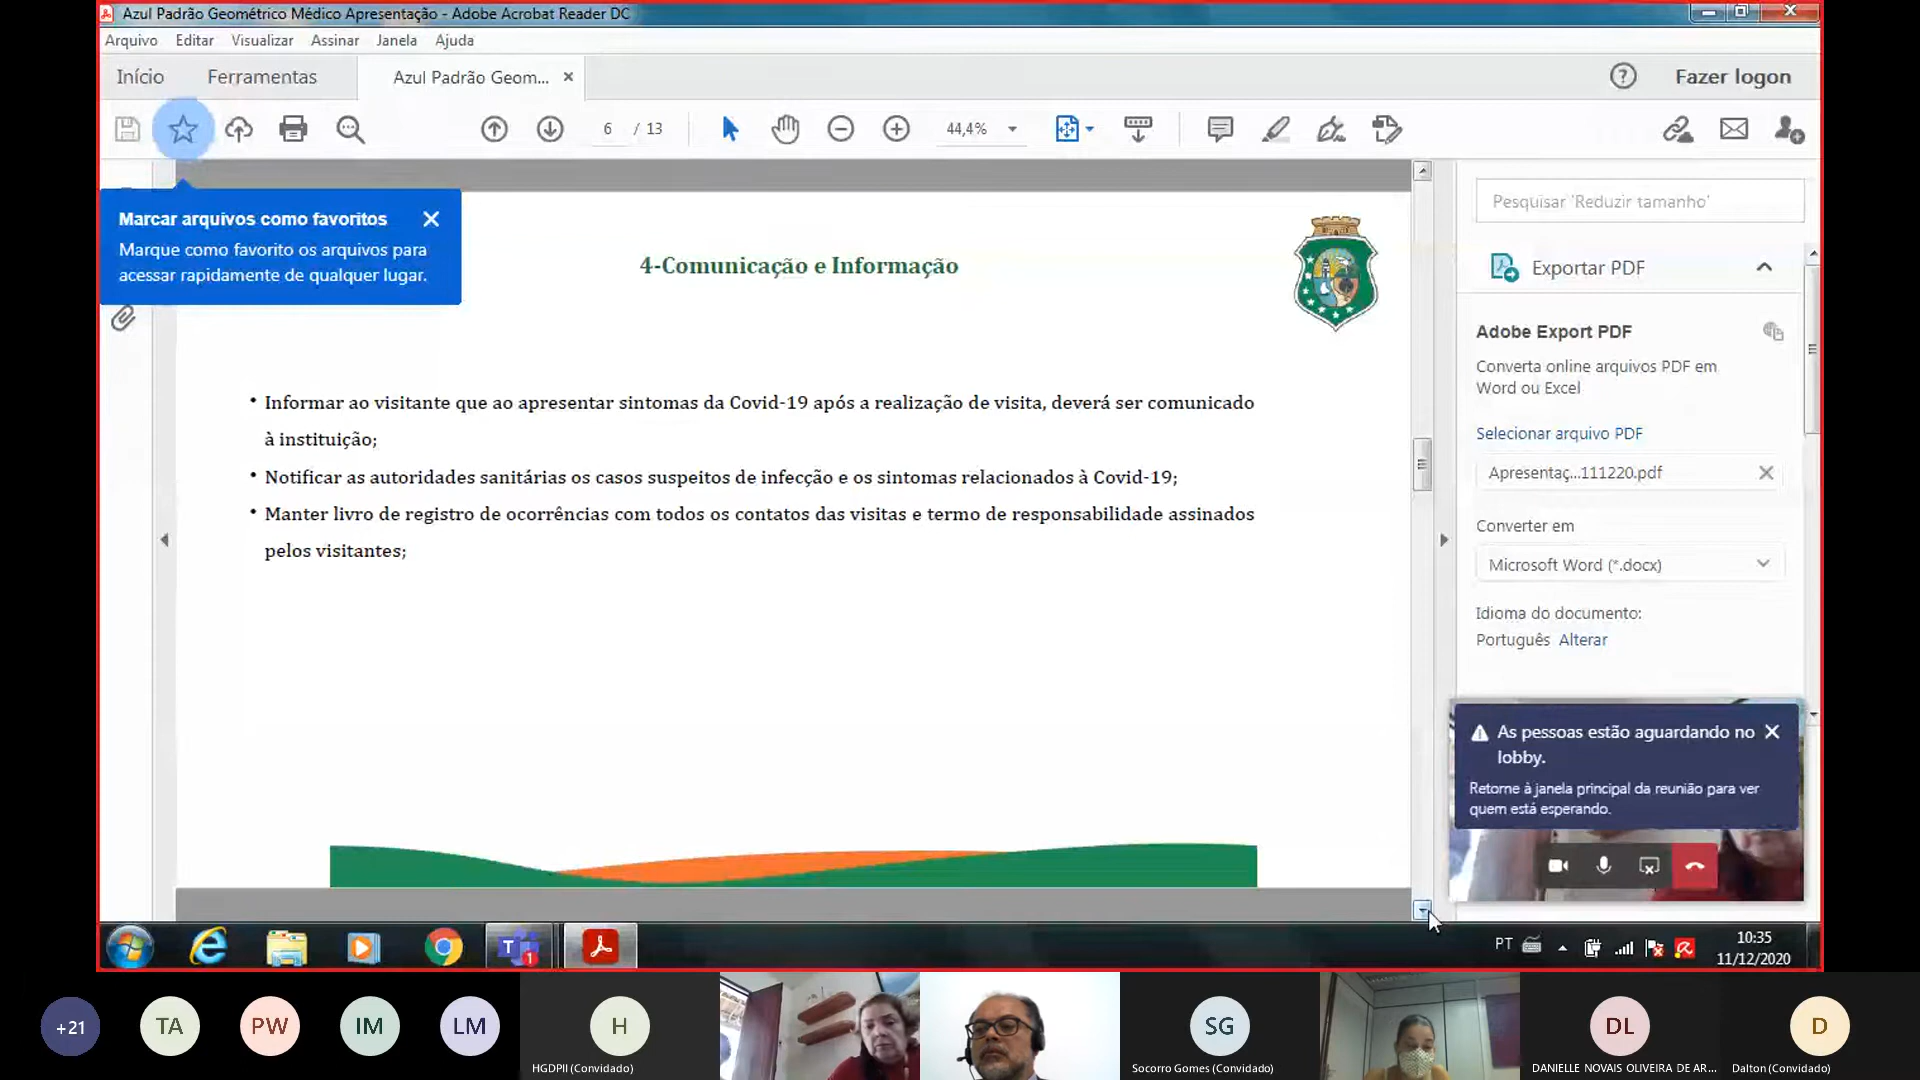 Azul Padrão Geométrico Médico Apresentação - Adobe Acrobat Reader DC
Arquivo Editar Visualizar Assinar Janela Ajuda
Início Ferramentas Azul Padrão Geom... × Fazer logon
6 / 13 44,4%
Marcar arquivos como favoritos
Marque como favorito os arquivos para
acessar rapidamente de qualquer lugar.
4-Comunicação e Informação
• Informar ao visitante que ao apresentar sintomas da Covid-19 após a realização de visita, deverá ser comunicado
à instituição;
• Notificar as autoridades sanitárias os casos suspeitos de infecção e os sintomas relacionados à Covid-19;
• Manter livro de registro de ocorrências com todos os contatos das visitas e termo de responsabilidade assinados
pelos visitantes;
Pesquisar 'Reduzir tamanho'
Exportar PDF
Adobe Export PDF
Converta online arquivos PDF em
Word ou Excel
Selecionar arquivo PDF
Apresentaç...111220.pdf
Converter em
Microsoft Word (*.docx)
Idioma do documento:
Português Alterar
As pessoas estão aguardando no
lobby.
Retorne à janela principal da reunião para ver
quem está esperando.
1
PT
10:35
11/12/2020
+21
TA
PW
IM
LM
H
HGDPII (Convidado)
SG
Socorro Gomes (Convidado)
DL
DANIELLE NOVAIS OLIVEIRA DE AR...
D
Dalton (Convidado)